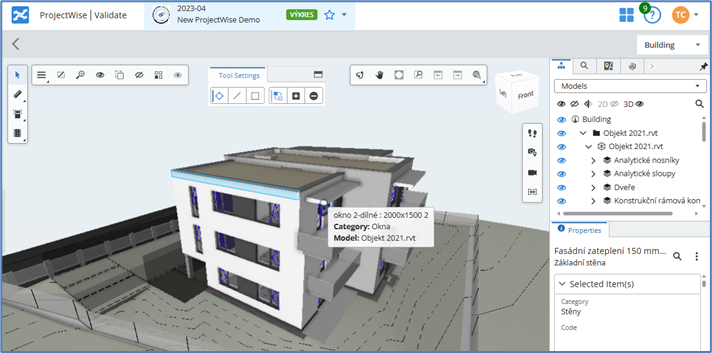 ProjectWise | Validate
2023-04
New ProjectWise Demo
VÝKRES
9
?
TC
Building
Tool Settings
Left
Front
Models
2D
3D
Building
Objekt 2021.rvt
Objekt 2021.rvt
Analytické nosníky
Analytické sloupy
Dveře
Konstrukční rámová kon
okno 2-dílné : 2000x1500 2
Category: Okna
Model: Objekt 2021.rvt
Properties
Fasádní zateplení 150 mm...
Základní stěna
Selected Item(s)
Category
Stěny
Code